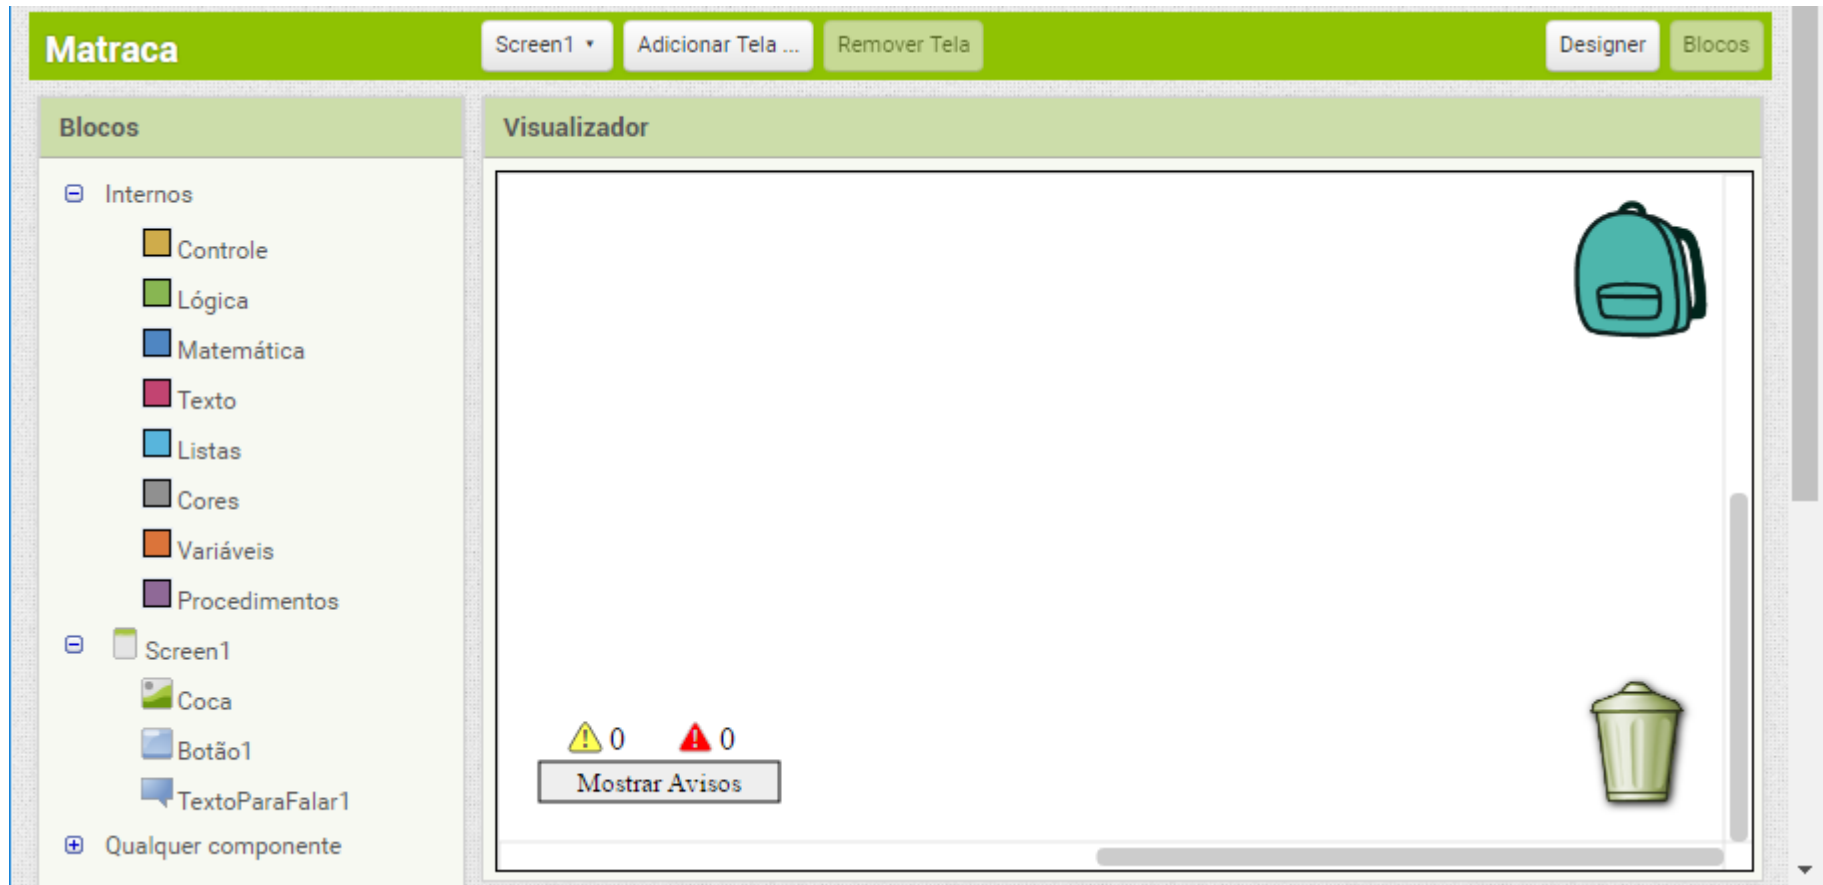 Matraca
Screen1
Adicionar Tela ...
Remover Tela
Designer
Blocos
Blocos
Internos
Controle
Lógica
Matemática
Texto
Listas
Cores
Variáveis
Procedimentos
Screen1
Coca
Botão1
TextoParaFalar1
Qualquer componente
Visualizador
0
0
Mostrar Avisos